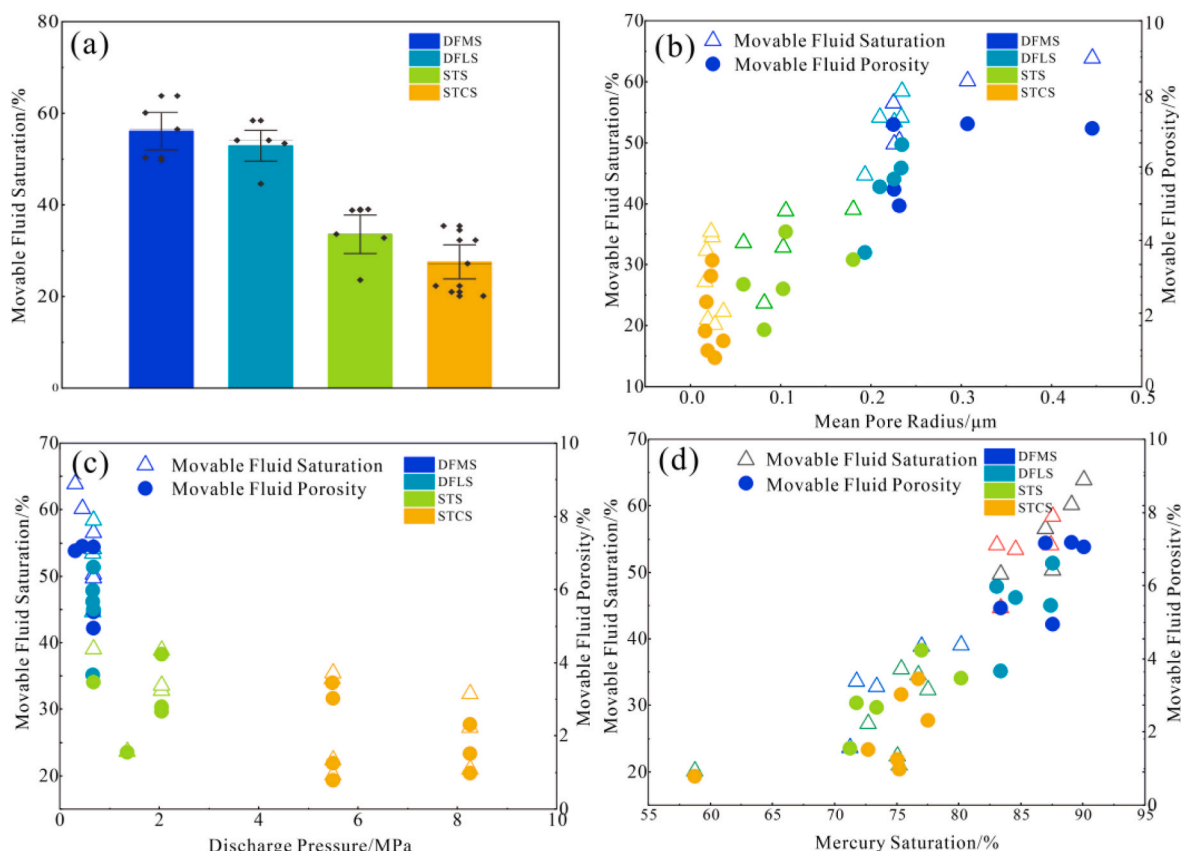 (a)
DFMS
DFLS
STS
STCS
Movable Fluid Saturation/%
80
60
40
20
0
0
2
4
6
8
10
(b)
Movable Fluid Saturation
Movable Fluid Porosity
DFMS
DFLS
STS
STCS
Movable Fluid Saturation/%
70
60
50
40
30
20
10
Movable Fluid Porosity/%
10
8
6
4
2
0
0.0
0.1
0.2
0.3
0.4
0.5
Mean Pore Radius/μm
(c)
Movable Fluid Saturation
Movable Fluid Porosity
DFMS
DFLS
STS
STCS
Movable Fluid Saturation/%
70
60
50
40
30
20
Movable Fluid Porosity/%
10
8
6
4
2
0
0
2
4
6
8
10
Discharge Pressure/MPa
(d)
Movable Fluid Saturation
Movable Fluid Porosity
DFMS
DFLS
STS
STCS
Movable Fluid Saturation/%
70
60
50
40
30
20
Movable Fluid Porosity/%
10
8
6
4
2
0
55
60
65
70
75
80
85
90
95
Mercury Saturation/%